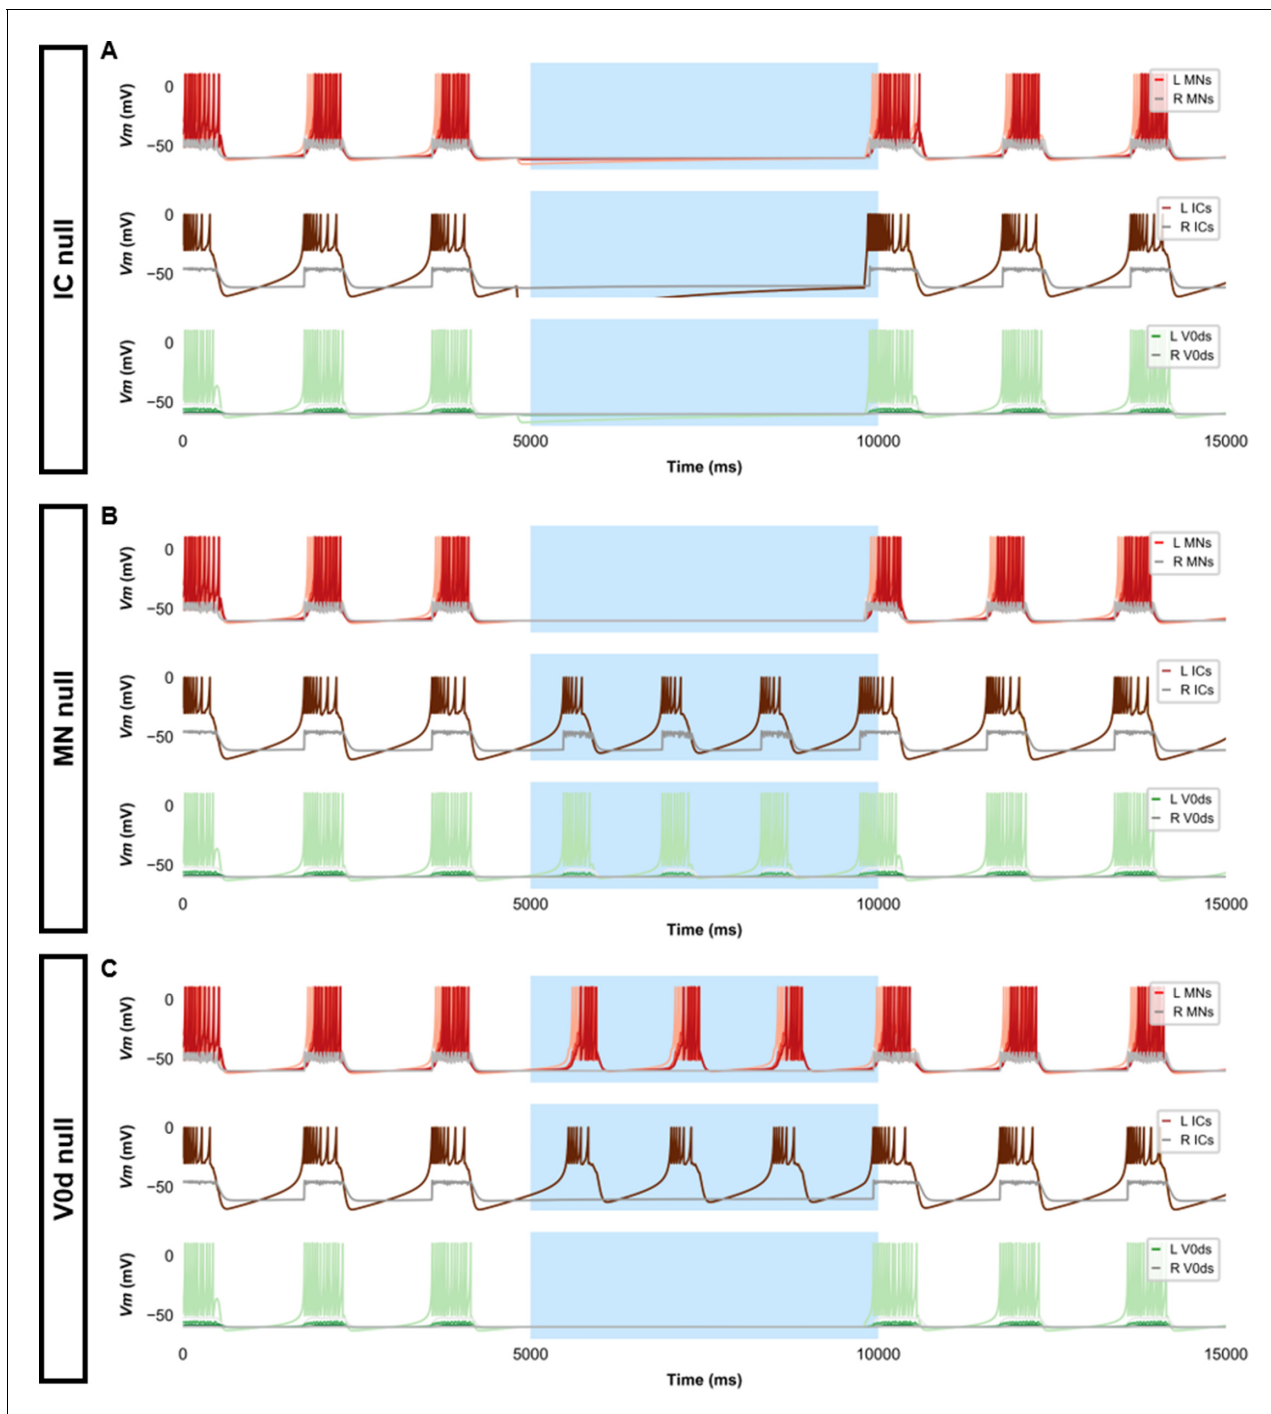 IC null
A
Vm (mV)
0
−50
L MNs
R MNs
Vm (mV)
0
−50
L ICs
R ICs
Vm (mV)
0
−50
L V0ds
R V0ds
0 5000 10000 15000
Time (ms)
MN null
B
Vm (mV)
0
−50
L MNs
R MNs
Vm (mV)
0
−50
L ICs
R ICs
Vm (mV)
0
−50
L V0ds
R V0ds
0 5000 10000 15000
Time (ms)
V0d null
C
Vm (mV)
0
−50
L MNs
R MNs
Vm (mV)
0
−50
L ICs
R ICs
Vm (mV)
0
−50
L V0ds
R V0ds
0 5000 10000 15000
Time (ms)